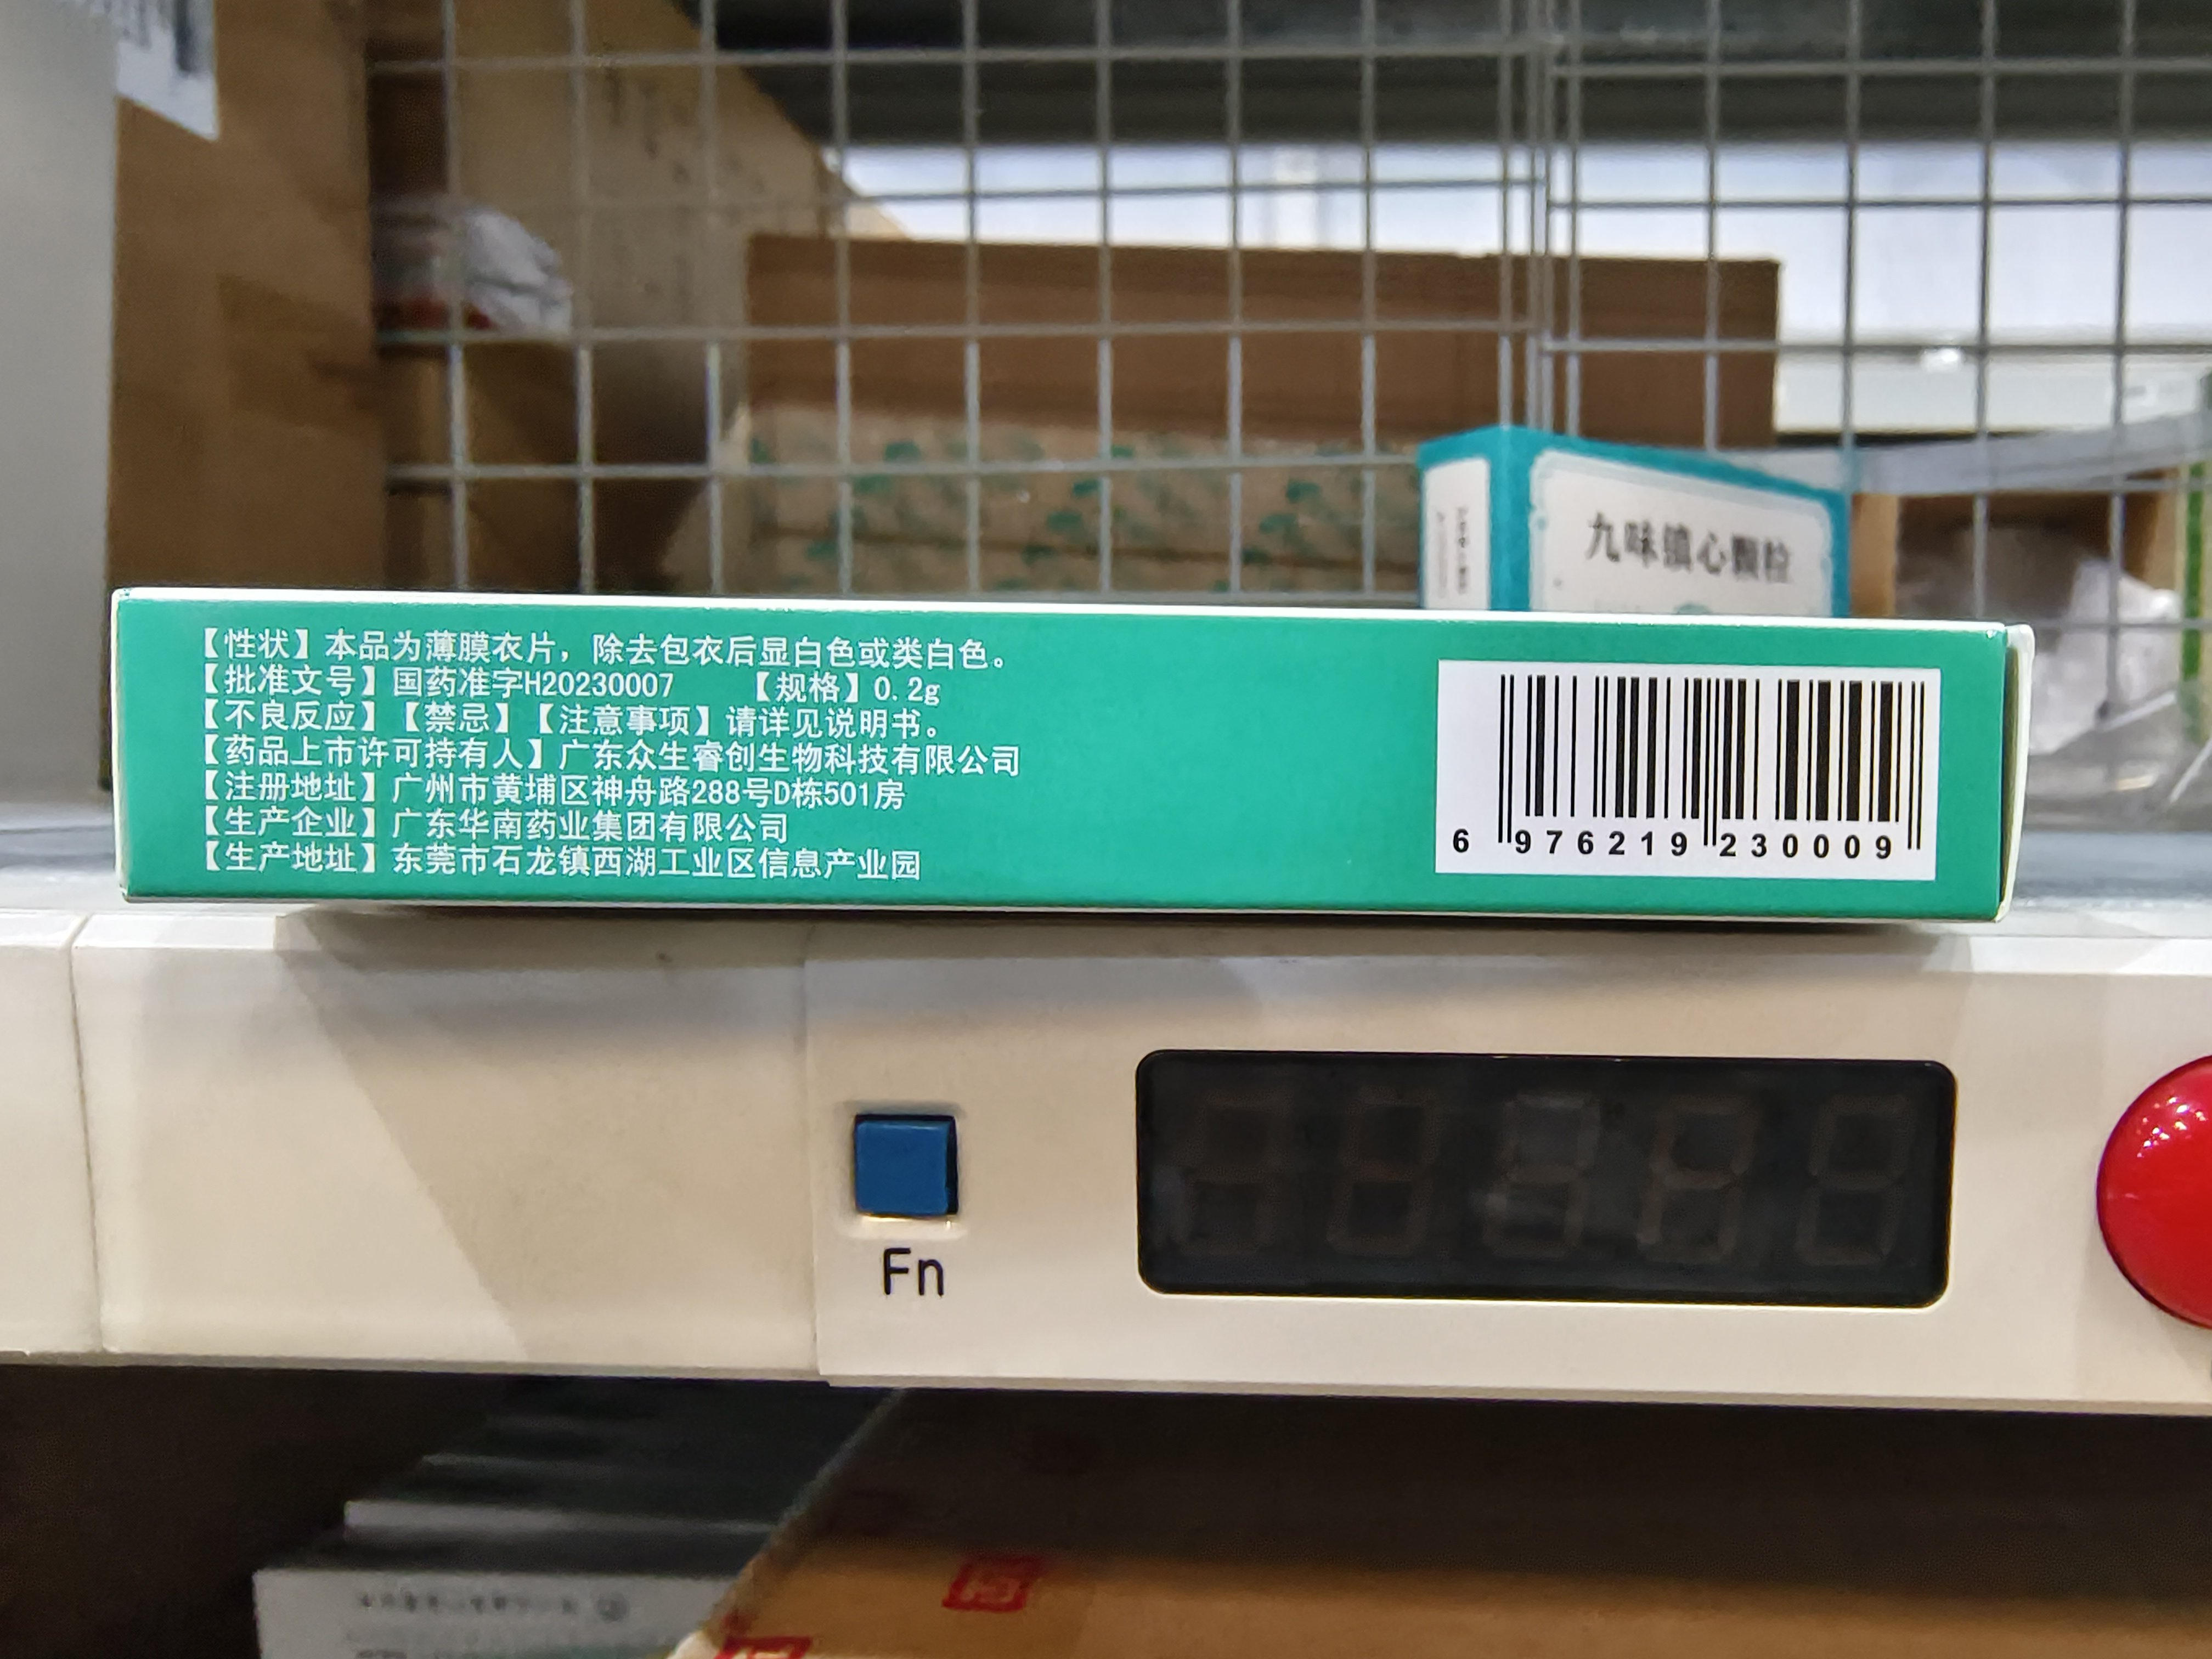 九味镇心颗粒
【性状】本品为薄膜衣片，除去包衣后显白色或类白色。
【批准文号】国药准字H20230007 【规格】0.2g
【不良反应】【禁忌】【注意事项】请详见说明书。
【药品上市许可持有人】广东众生睿创生物科技有限公司
【注册地址】广州市黄埔区神舟路288号D栋501房
【生产企业】广东华南药业集团有限公司
【生产地址】东莞市石龙镇西湖工业区信息产业园
6 976219 230009
Fn